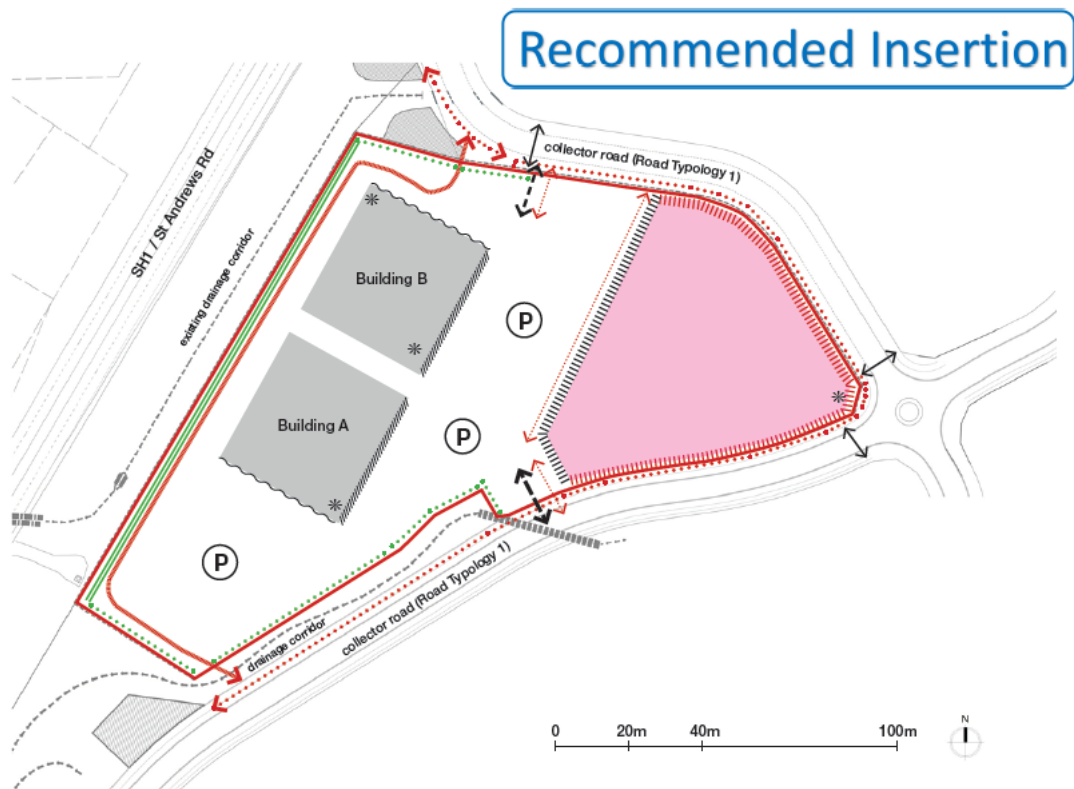 Recommended Insertion
collector road (Road Typology 1)
SH1 / St Andrews Rd
existing drainage corridor
Building B
P
Building A
P
P
collector road (Road Typology 1)
drainage corridor
0 20m 40m 100m
N